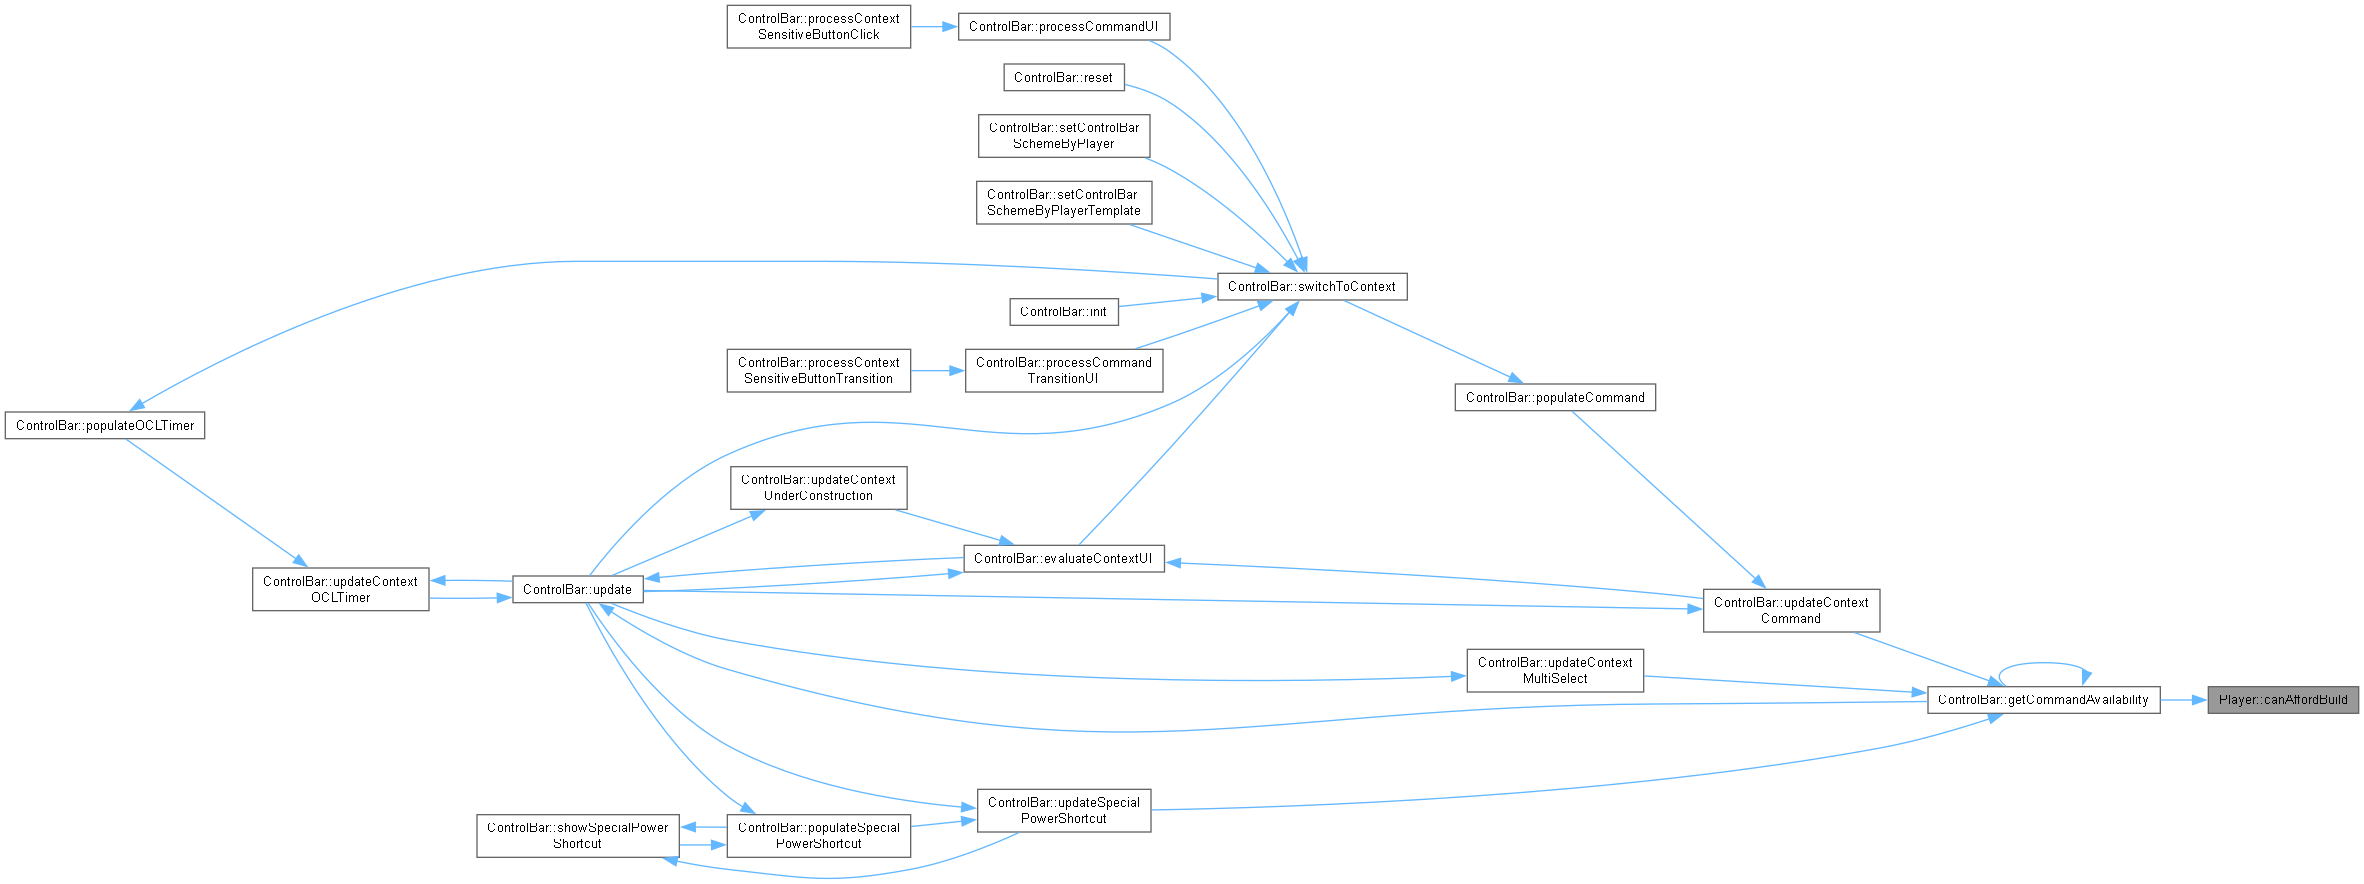 ControlBar::processContext
SensitiveButtonClick
ControlBar::processCommandUI
ControlBar::reset
ControlBar::setControlBar
SchemeByPlayer
ControlBar::setControlBar
SchemeByPlayerTemplate
ControlBar::switchToContext
ControlBar::init
ControlBar::processContext
SensitiveButtonTransition
ControlBar::processCommand
TransitionUI
ControlBar::populateCommand
ControlBar::populateOCLTimer
ControlBar::updateContext
UnderConstruction
ControlBar::evaluateContextUI
ControlBar::updateContext
OCLTimer
ControlBar::update
ControlBar::updateContext
Command
ControlBar::updateContext
MultiSelect
ControlBar::getCommandAvailability
Player::canAffordBuild
ControlBar::updateSpecial
PowerShortcut
ControlBar::showSpecialPower
Shortcut
ControlBar::populateSpecial
PowerShortcut